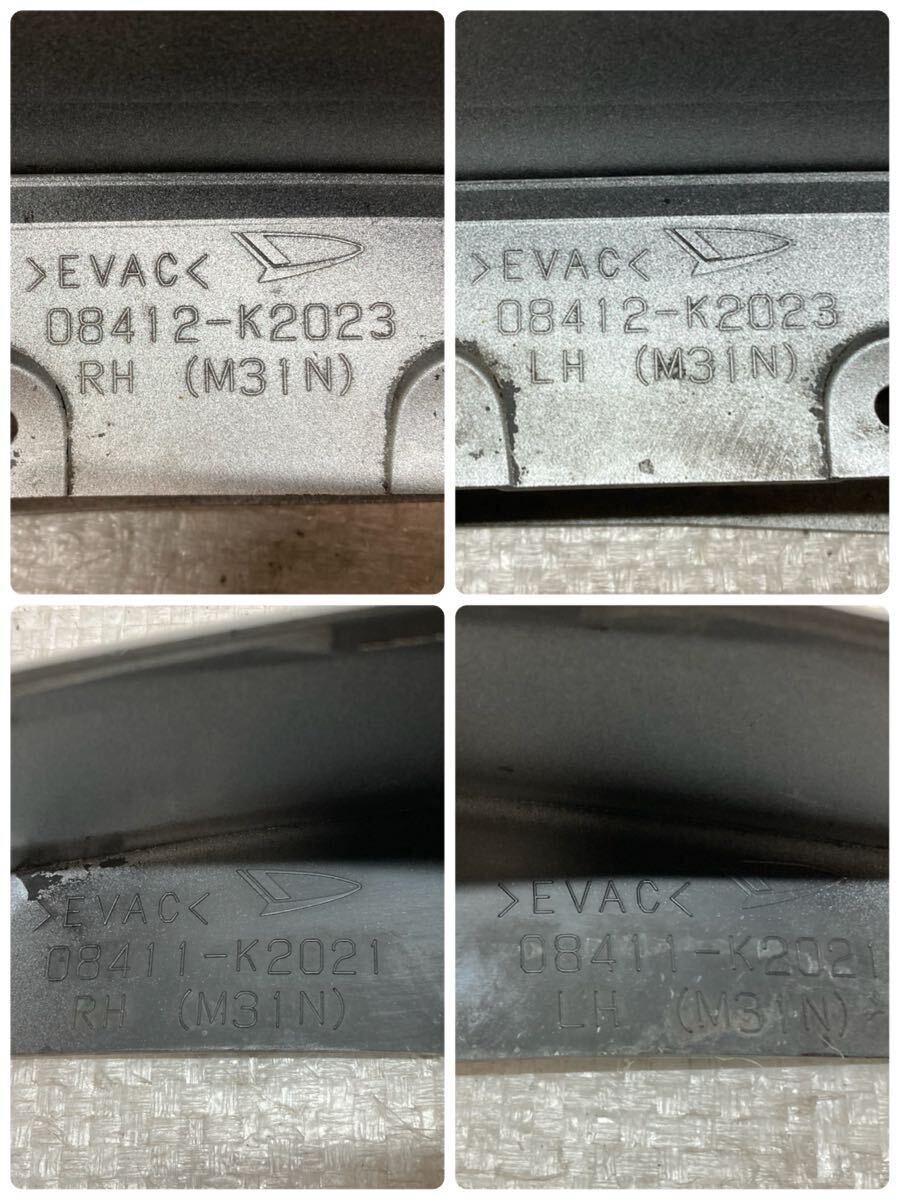 >EVAC<
08412-K2023
RH (M31N)
>EVAC<
08412-K2023
LH (M31N)
>EVAC<
08411-K2021
RH (M31N)
>EVAC<
08411-K2021
LH (M31N)